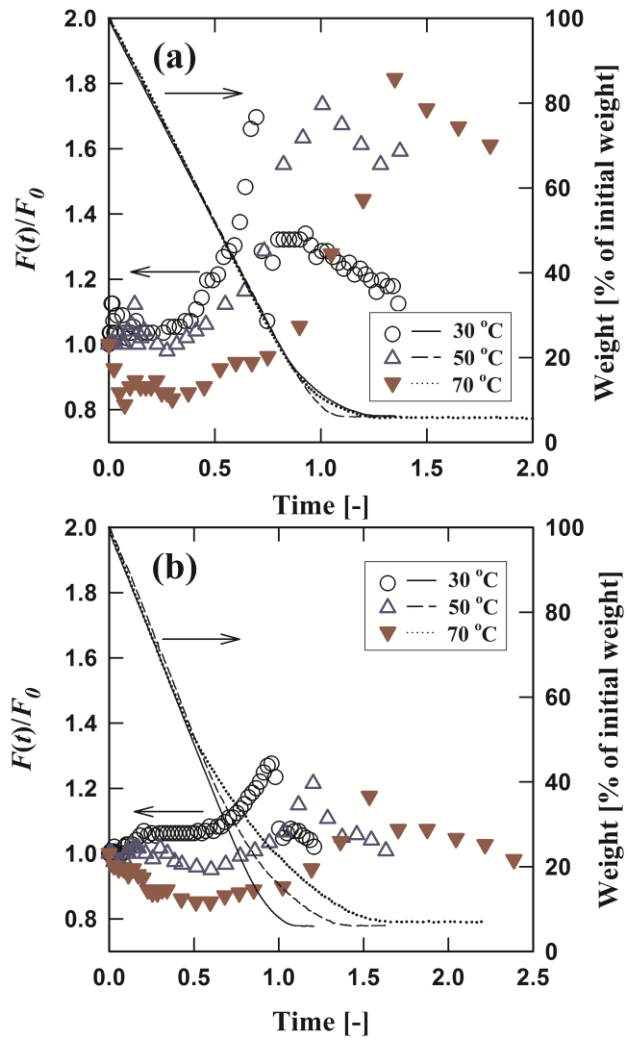 (a)
F(t)/F0
2.0
1.8
1.6
1.4
1.2
1.0
0.8
Weight [% of initial weight]
100
80
60
40
20
0
30 °C
50 °C
70 °C
0.0 0.5 1.0 1.5 2.0
Time [-]
(b)
F(t)/F0
2.0
1.8
1.6
1.4
1.2
1.0
0.8
Weight [% of initial weight]
100
80
60
40
20
0
30 °C
50 °C
70 °C
0.0 0.5 1.0 1.5 2.0 2.5
Time [-]